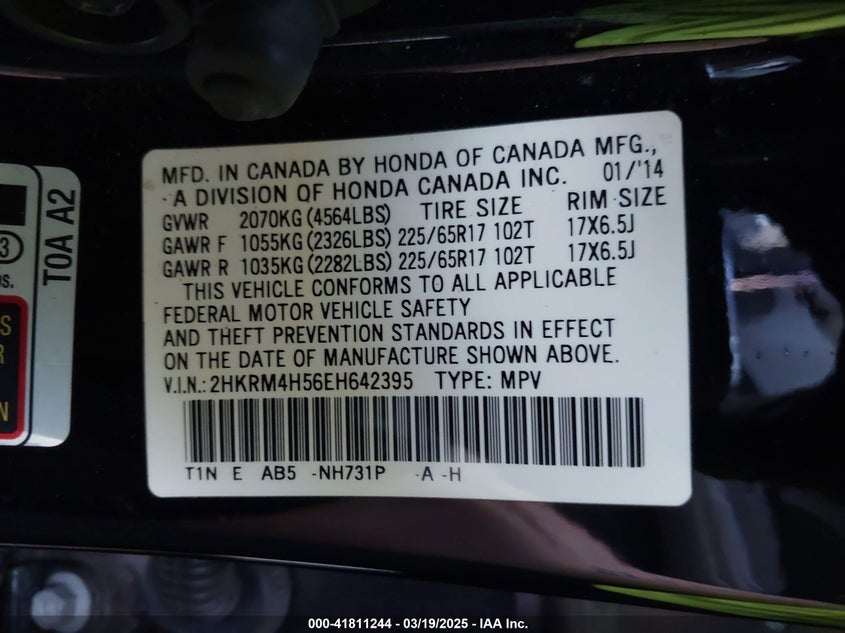 MFD. IN CANADA BY HONDA OF CANADA MFG.,
A DIVISION OF HONDA CANADA INC. 01/'14
GVWR 2070KG (4564LBS) TIRE SIZE RIM SIZE
GAWR F 1055KG (2326LBS) 225/65R17 102T 17X6.5J
GAWR R 1035KG (2282LBS) 225/65R17 102T 17X6.5J
THIS VEHICLE CONFORMS TO ALL APPLICABLE
FEDERAL MOTOR VEHICLE SAFETY
AND THEFT PREVENTION STANDARDS IN EFFECT
ON THE DATE OF MANUFACTURE SHOWN ABOVE.
V.I.N.: 2HKRM4H56EH642395 TYPE: MPV
T1N E AB5 -NH731P -A -H
T0A A2
000-41811244 - 03/19/2025 - IAA Inc.